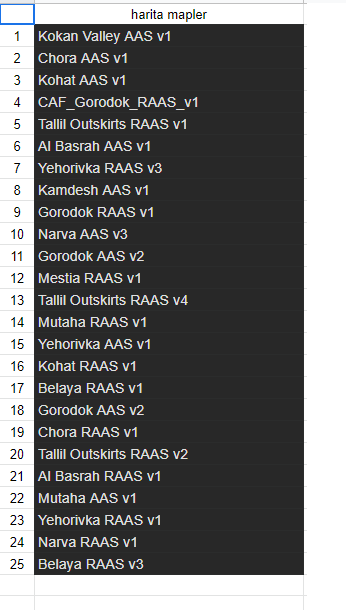 harita mapler
1 Kokan Valley AAS v1
2 Chora AAS v1
3 Kohat AAS v1
4 CAF_Gorodok_RAAS_v1
5 Tallil Outskirts RAAS v1
6 Al Basrah AAS v1
7 Yehorivka RAAS v3
8 Kamdesh AAS v1
9 Gorodok RAAS v1
10 Narva AAS v3
11 Gorodok AAS v2
12 Mestia RAAS v1
13 Tallil Outskirts RAAS v4
14 Mutaha RAAS v1
15 Yehorivka AAS v1
16 Kohat RAAS v1
17 Belaya RAAS v1
18 Gorodok AAS v2
19 Chora RAAS v1
20 Tallil Outskirts RAAS v2
21 Al Basrah RAAS v1
22 Mutaha AAS v1
23 Yehorivka RAAS v1
24 Narva RAAS v1
25 Belaya RAAS v3